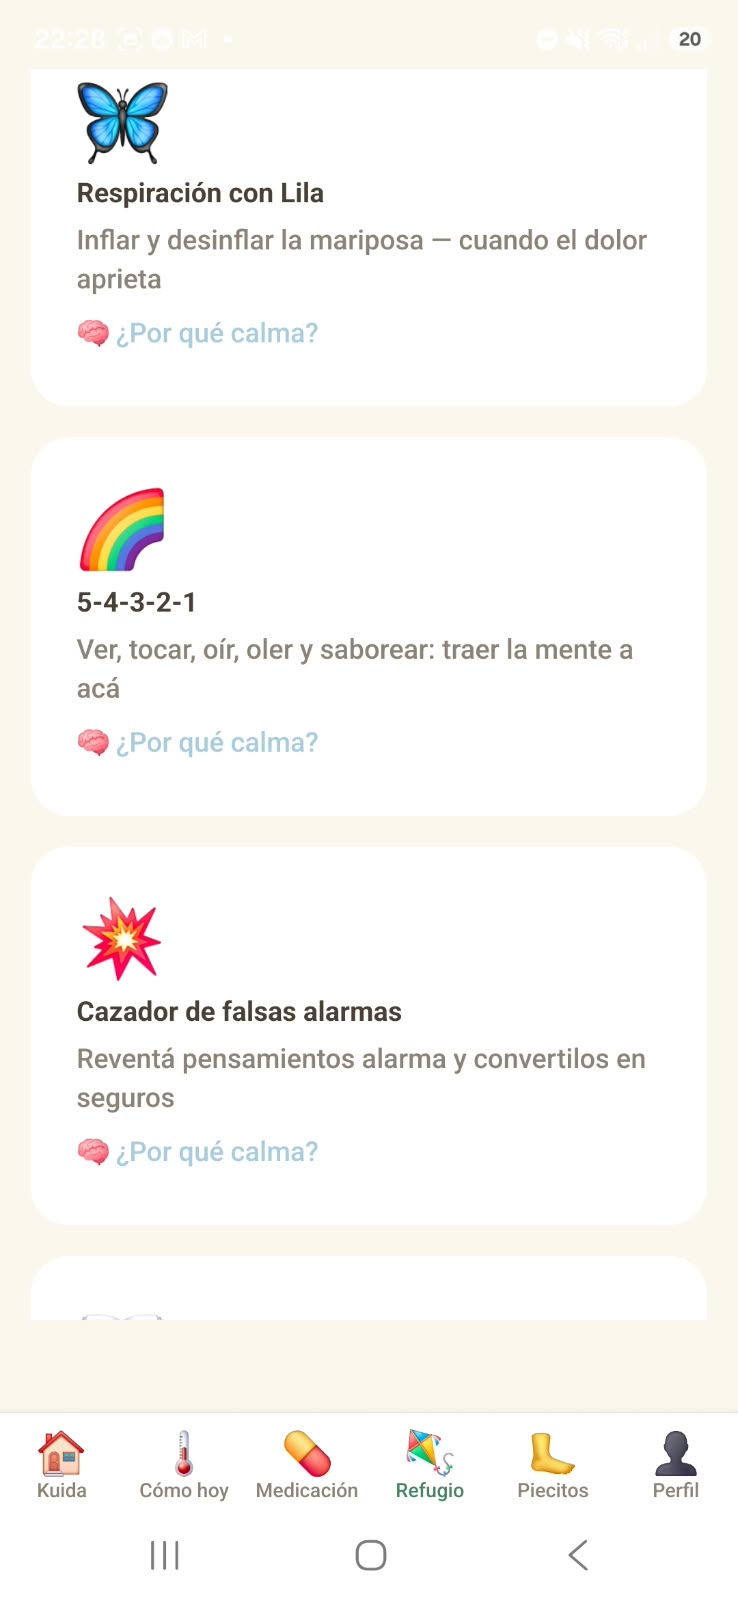 22:28
20
Respiración con Lila
Inflar y desinflar la mariposa — cuando el dolor
aprieta
¿Por qué calma?
5-4-3-2-1
Ver, tocar, oír, oler y saborear: traer la mente a
acá
¿Por qué calma?
Cazador de falsas alarmas
Reventá pensamientos alarma y convertilos en
seguros
¿Por qué calma?
Kuida
Cómo hoy
Medicación
Refugio
Piecitos
Perfil